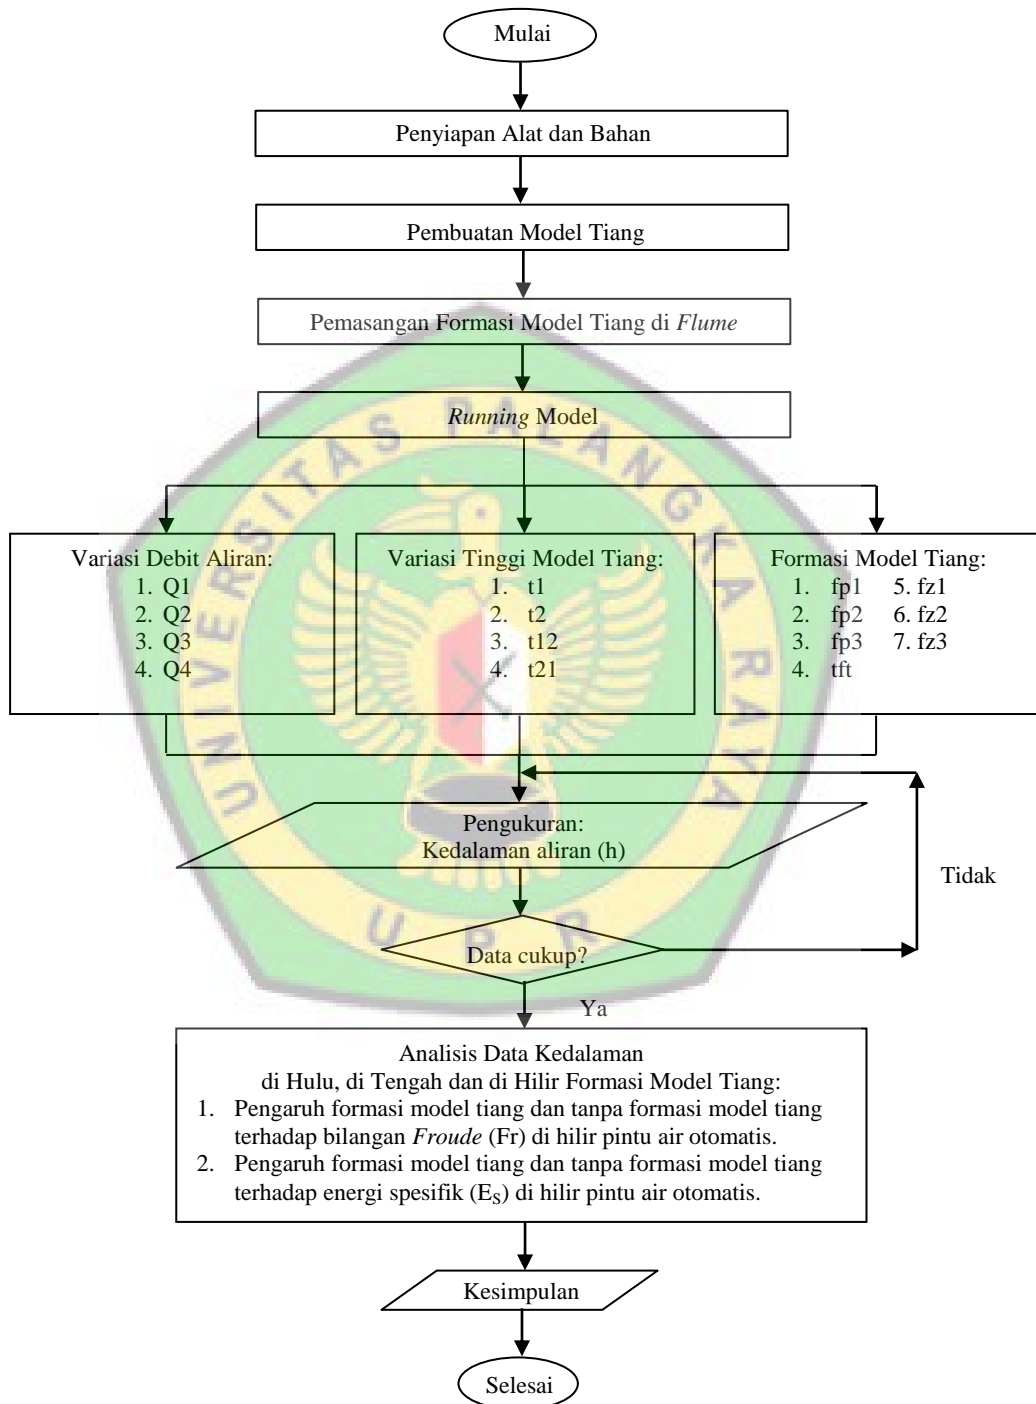 Mulai
Penyiapan Alat dan Bahan
Pembuatan Model Tiang
Pemasangan Formasi Model Tiang di Flume
Running Model
UNIVERSITAS PALANGKA RAYA
Variasi Debit Aliran:
1. Q1
2. Q2
3. Q3
4. Q4
Variasi Tinggi Model Tiang:
1. t1
2. t2
3. t12
4. t21
Formasi Model Tiang:
1. fp1 5. fz1
2. fp2 6. fz2
3. fp3 7. fz3
4. tft
Pengukuran:
Kedalaman aliran (h)
Tidak
UPR
Data cukup?
Ya
Analisis Data Kedalaman
di Hulu, di Tengah dan di Hilir Formasi Model Tiang:
1. Pengaruh formasi model tiang dan tanpa formasi model tiang
terhadap bilangan Froude (Fr) di hilir pintu air otomatis.
2. Pengaruh formasi model tiang dan tanpa formasi model tiang
terhadap energi spesifik (ES) di hilir pintu air otomatis.
Kesimpulan
Selesai